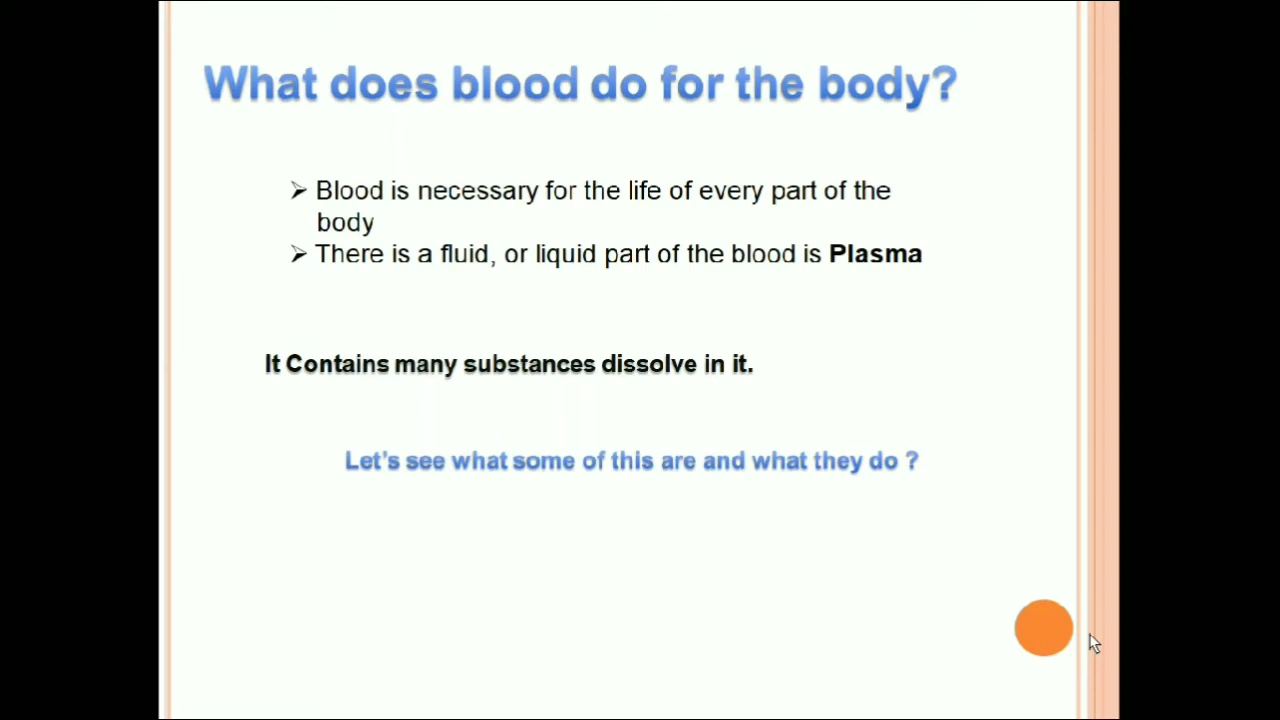 What does blood do for the body?
➢ Blood is necessary for the life of every part of the
body
➢ There is a fluid, or liquid part of the blood is Plasma
It Contains many substances dissolve in it.
Let's see what some of this are and what they do ?